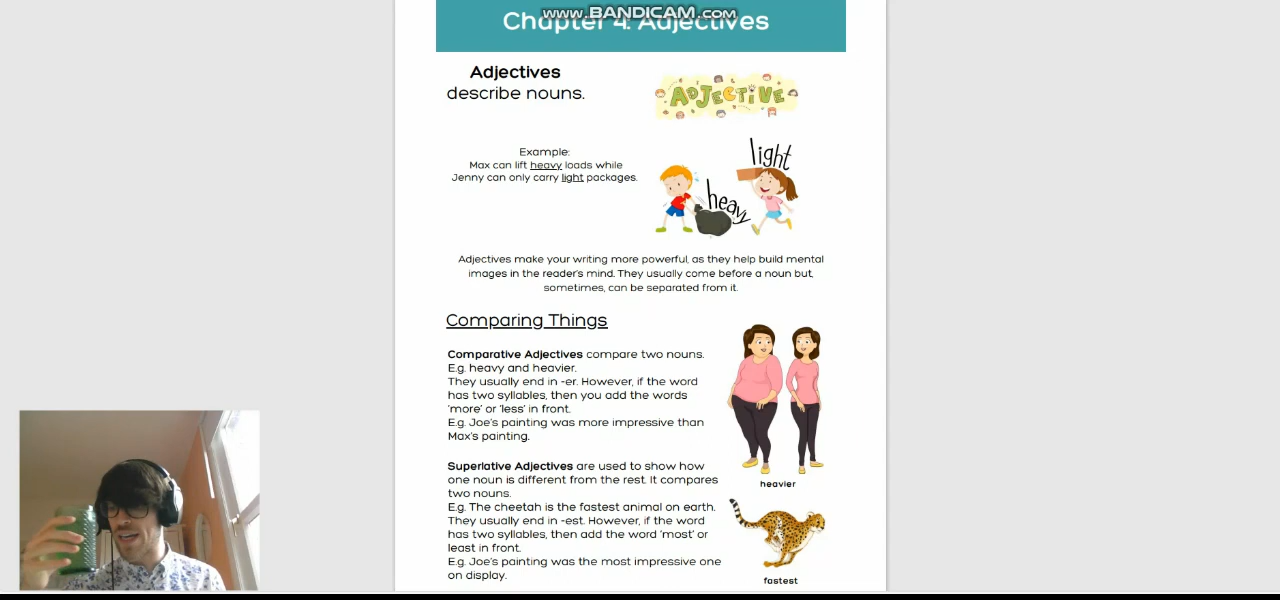 www.BANDICAM.com
Chapter 4: Adjectives
Adjectives
describe nouns.
ADJECTIVE
Example:
Max can lift heavy loads while
Jenny can only carry light packages.
light
heavy
Adjectives make your writing more powerful, as they help build mental
images in the reader's mind. They usually come before a noun but,
sometimes, can be separated from it.
Comparing Things
Comparative Adjectives compare two nouns.
E.g. heavy and heavier.
They usually end in -er. However, if the word
has two syllables, then you add the words
'more' or 'less' in front.
E.g. Joe's painting was more impressive than
Max's painting.
heavier
Superlative Adjectives are used to show how
one noun is different from the rest. It compares
two nouns.
E.g. The cheetah is the fastest animal on earth.
They usually end in -est. However, if the word
has two syllables, then add the word 'most' or
least in front.
E.g. Joe's painting was the most impressive one
on display.
fastest